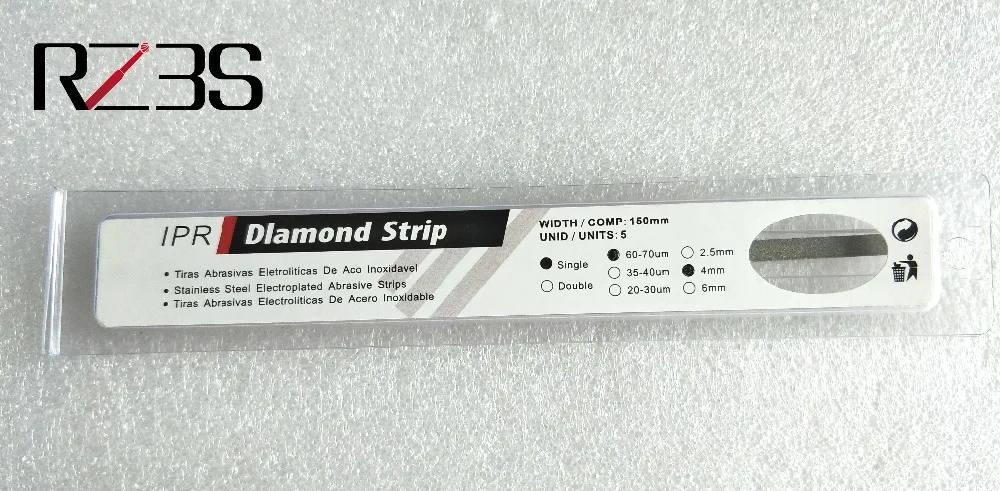 RZBS
IPR Dlamond Strip
• Tiras Abrasivas Eletroliticas De Aco Inoxidavel
• Stainless Steel Electroplated Abrasive Strips
• Tiras Abrasivas Electroliticas De Acero Inoxidable
WIDTH / COMP: 150mm
UNID / UNITS: 5
Single
Double
60-70um
35-40um
20-30um
2.5mm
4mm
6mm